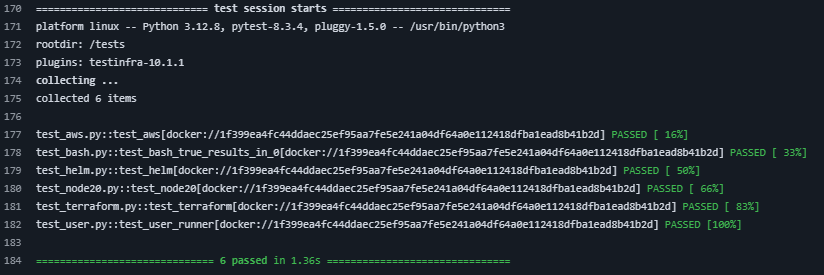 170 ============================= test session starts ==============================
171 platform linux -- Python 3.12.8, pytest-8.3.4, pluggy-1.5.0 -- /usr/bin/python3
172 rootdir: /tests
173 plugins: testinfra-10.1.1
174 collecting ...
175 collected 6 items
176
177 test_aws.py::test_aws[docker://1f399ea4fc44ddaec25ef95aa7fe5e241a04df64a0e112418dfba1ead8b41b2d] PASSED [ 16%]
178 test_bash.py::test_bash_true_results_in_0[docker://1f399ea4fc44ddaec25ef95aa7fe5e241a04df64a0e112418dfba1ead8b41b2d] PASSED [ 33%]
179 test_helm.py::test_helm[docker://1f399ea4fc44ddaec25ef95aa7fe5e241a04df64a0e112418dfba1ead8b41b2d] PASSED [ 50%]
180 test_node20.py::test_node20[docker://1f399ea4fc44ddaec25ef95aa7fe5e241a04df64a0e112418dfba1ead8b41b2d] PASSED [ 66%]
181 test_terraform.py::test_terraform[docker://1f399ea4fc44ddaec25ef95aa7fe5e241a04df64a0e112418dfba1ead8b41b2d] PASSED [ 83%]
182 test_user.py::test_user_runner[docker://1f399ea4fc44ddaec25ef95aa7fe5e241a04df64a0e112418dfba1ead8b41b2d] PASSED [100%]
183
184 ============================== 6 passed in 1.36s ===============================